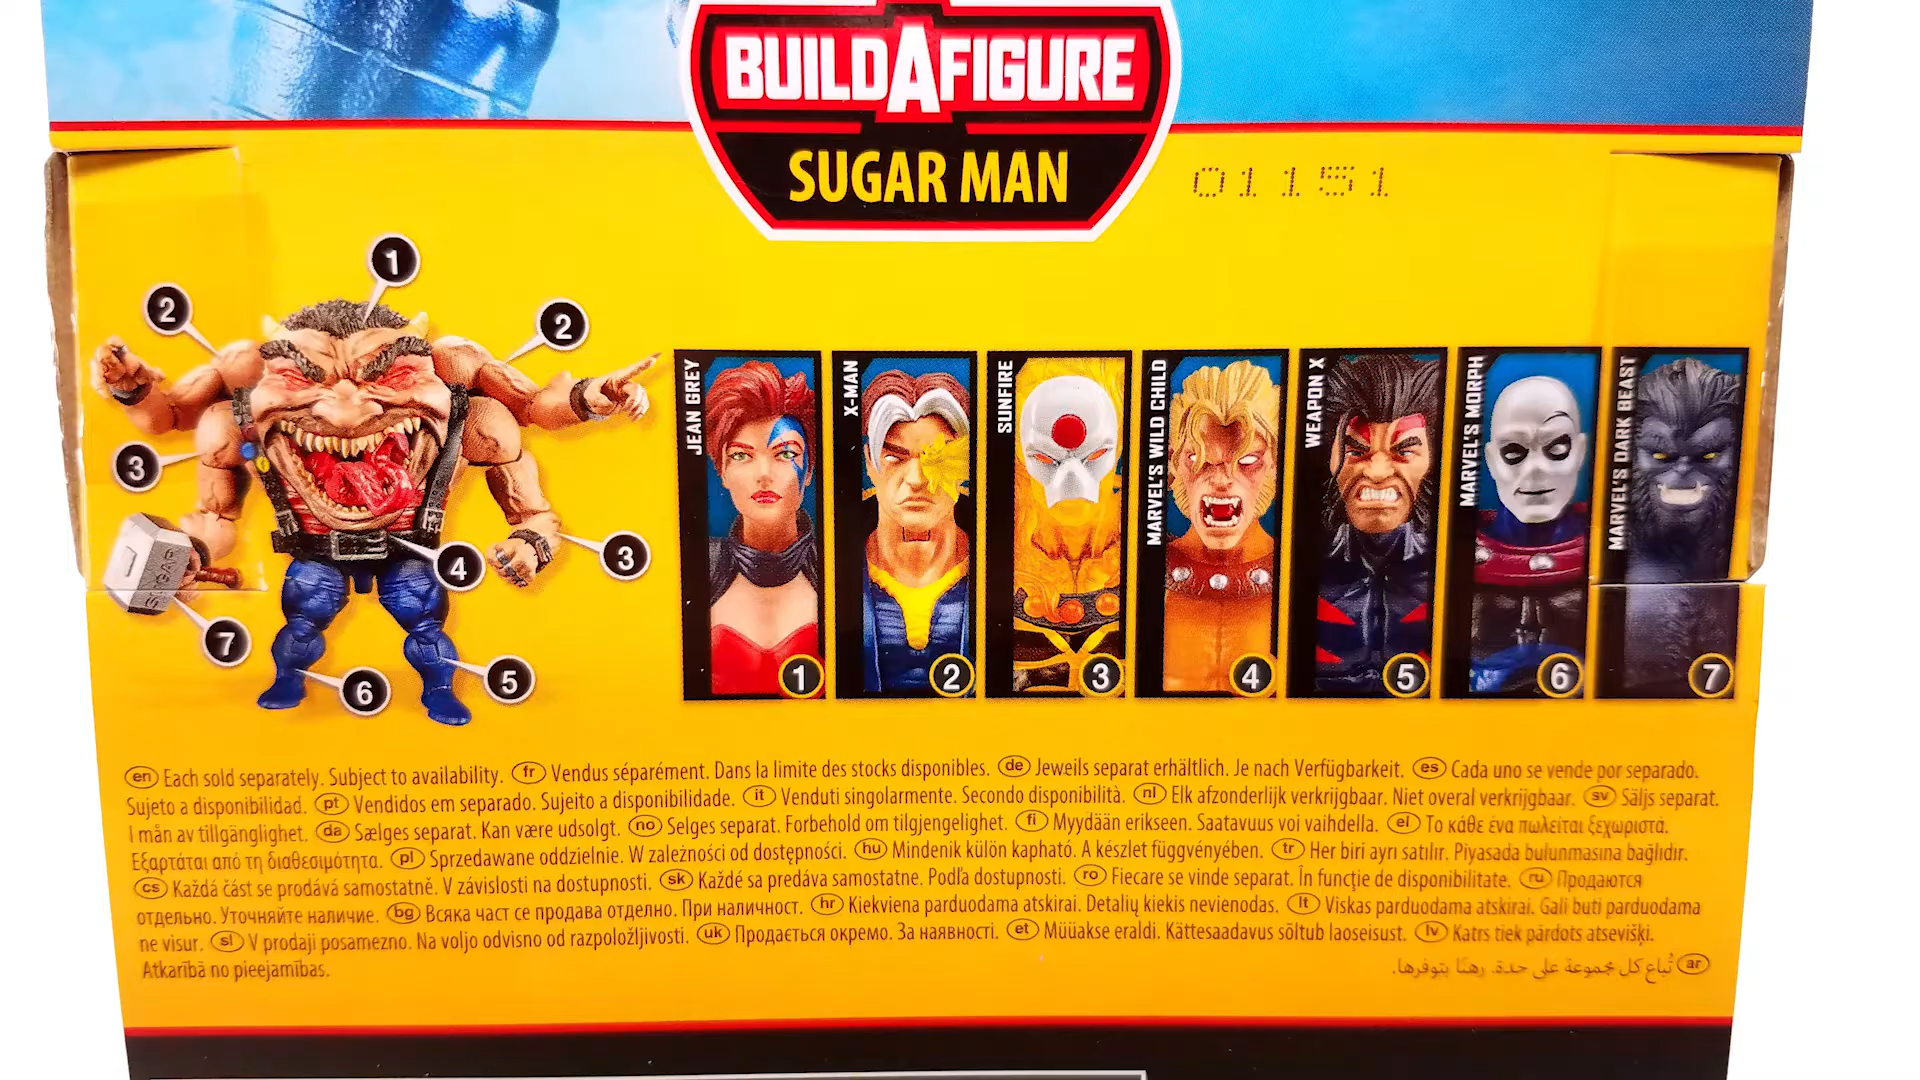 BUILDAFIGURE
SUGAR MAN
01151
1
2
2
3
3
4
5
6
7
SUGAR
JEAN GREY
1
X-MAN
2
SUNFIRE
3
MARVEL'S WILD CHILD
4
WEAPON X
5
MARVEL'S MORPH
6
MARVEL'S DARK BEAST
7
en Each sold separately. Subject to availability. fr Vendus séparément. Dans la limite des stocks disponibles. de Jeweils separat erhältlich. Je nach Verfügbarkeit. es Cada uno se vende por separado.
Sujeto a disponibilidad. pt Vendidos em separado. Sujeito a disponibilidade. it Venduti singolarmente. Secondo disponibilità. nl Elk afzonderlijk verkrijgbaar. Niet overal verkrijgbaar. sv Säljs separat.
I mån av tillgänglighet. da Sælges separat. Kan være udsolgt. no Selges separat. Forbehold om tilgjengelighet. fi Myydään erikseen. Saatavuus voi vaihdella. el Το κάθε ένα πωλείται ξεχωριστά.
Εξαρτάται από τη διαθεσιμότητα. pl Sprzedawane oddzielnie. W zależności od dostępności. hu Mindenik külön kapható. A készlet függvényében. tr Her biri ayrı satılır. Piyasada bulunmasına bağlıdır.
cs Každá část se prodává samostatně. V závislosti na dostupnosti. sk Každé sa predáva samostatne. Podľa dostupnosti. ro Fiecare se vinde separat. În funcţie de disponibilitate. ru Продаются
отдельно. Уточняйте наличие. bg Всяка част се продава отделно. При наличност. hr Kiekviena parduodama atskirai. Detalių kiekis nevienodas. lt Viskas parduodama atskirai. Gali buti parduodama
ne visur. sl V prodaji posamezno. Na voljo odvisno od razpoložljivosti. uk Продається окремо. За наявності. et Müüakse eraldi. Kättesaadavus sõltub laoseisust. lv Katrs tiek pārdots atsevišķi.
Atkarībā no pieejamības.
ar تُباع كل مجموعة على حدة. رهنًا بتوفرها.